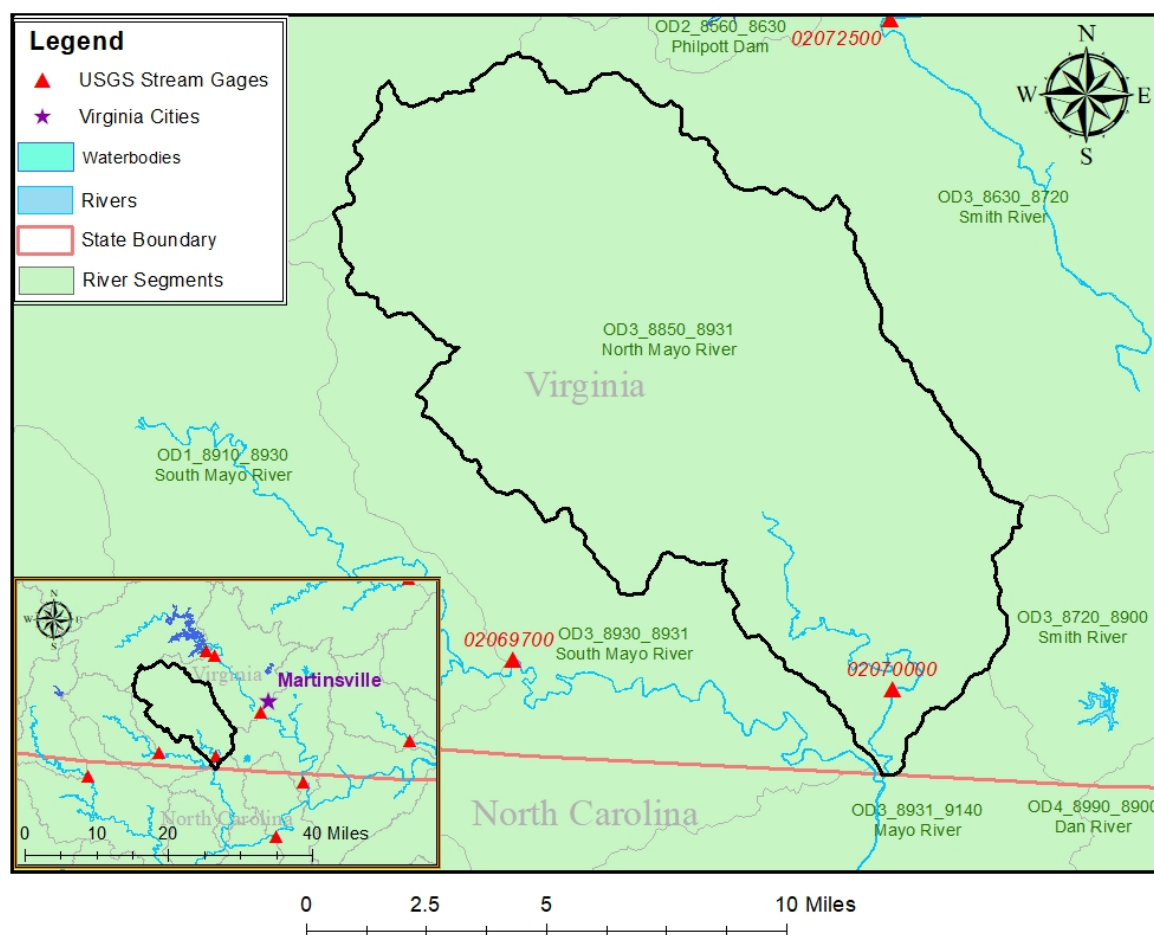 Legend
USGS Stream Gages
Virginia Cities
Waterbodies
Rivers
State Boundary
River Segments
OD2_8560_8630
Philpott Dam
02072500
N
W
E
S
OD3_8630_8720
Smith River
OD3_8850_8931
North Mayo River
Virginia
OD1_8910_8930
South Mayo River
02069700
OD3_8930_8931
South Mayo River
02070000
OD3_8720_8900
Smith River
North Carolina
OD3_8931_9140
Mayo River
OD4_8990_8900
Dan River
N
W
E
S
Virginia
Martinsville
North Carolina
0 10 20 40 Miles
0 2.5 5 10 Miles